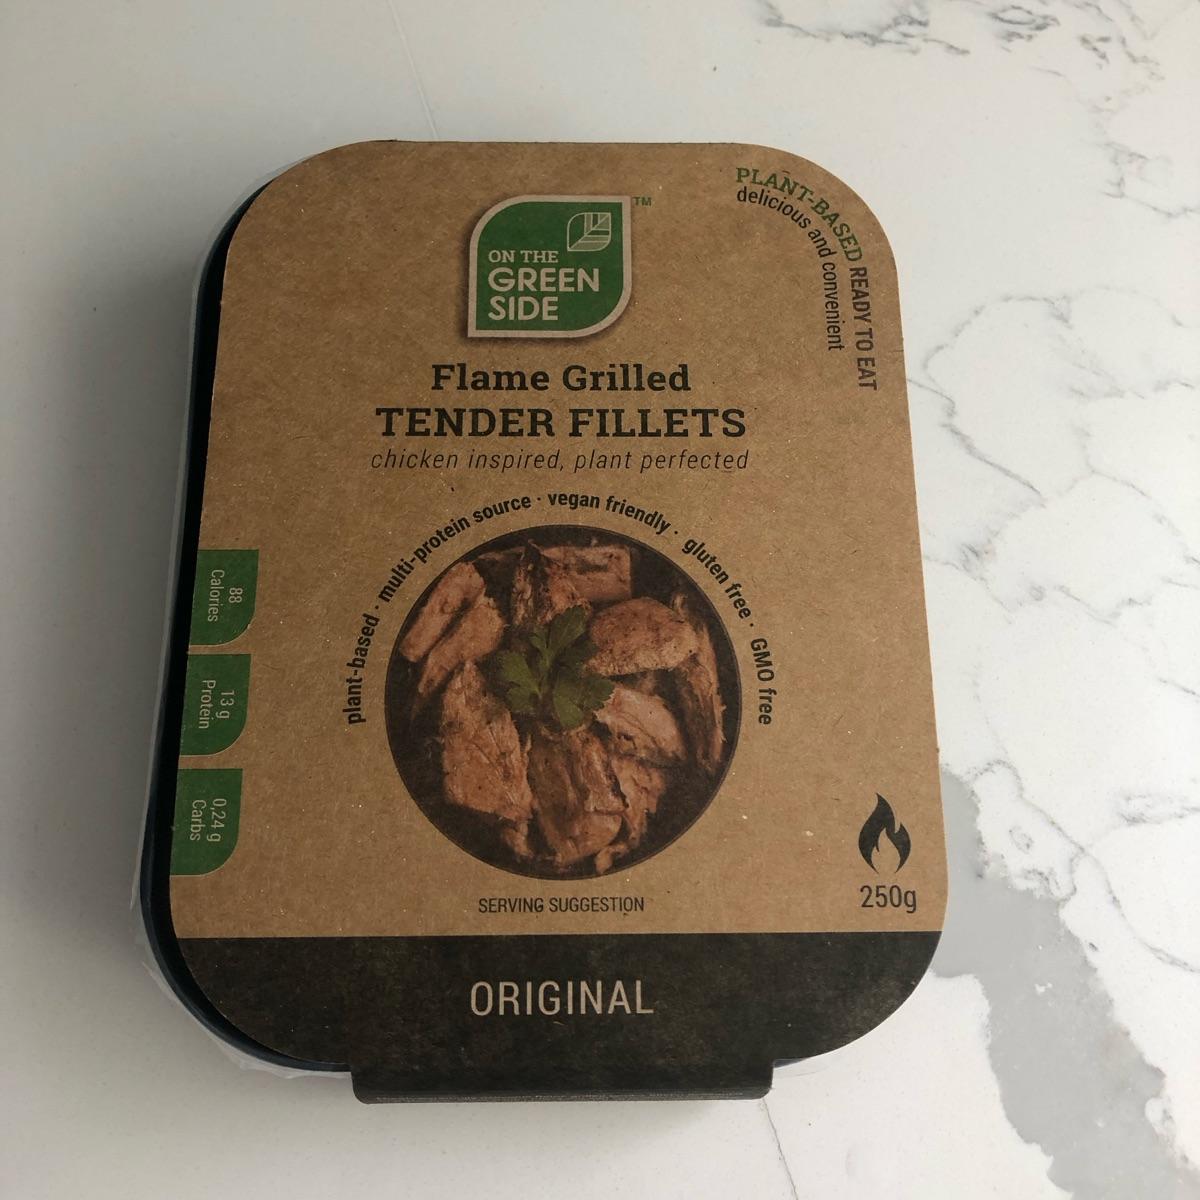 ON THE
GREEN
SIDE
TM
PLANT-BASED READY TO EAT
delicious and convenient
Flame Grilled
TENDER FILLETS
chicken inspired, plant perfected
plant-based · multi-protein source · vegan friendly · gluten free · GMO free
88
Calories
13 g
Protein
0,24 g
Carbs
250g
SERVING SUGGESTION
ORIGINAL